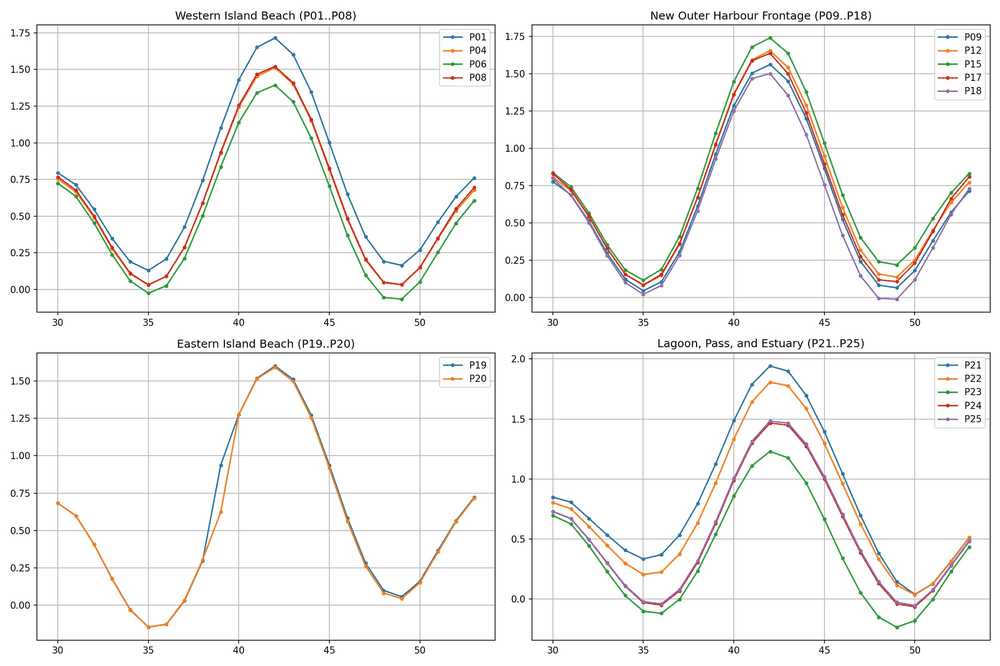 Western Island Beach (P01..P08)
1.75
1.50
1.25
1.00
0.75
0.50
0.25
0.00
30 35 40 45 50
P01
P04
P06
P08
New Outer Harbour Frontage (P09..P18)
1.75
1.50
1.25
1.00
0.75
0.50
0.25
0.00
30 35 40 45 50
P09
P12
P15
P17
P18
Eastern Island Beach (P19..P20)
1.50
1.25
1.00
0.75
0.50
0.25
0.00
30 35 40 45 50
P19
P20
Lagoon, Pass, and Estuary (P21..P25)
2.0
1.5
1.0
0.5
0.0
30 35 40 45 50
P21
P22
P23
P24
P25